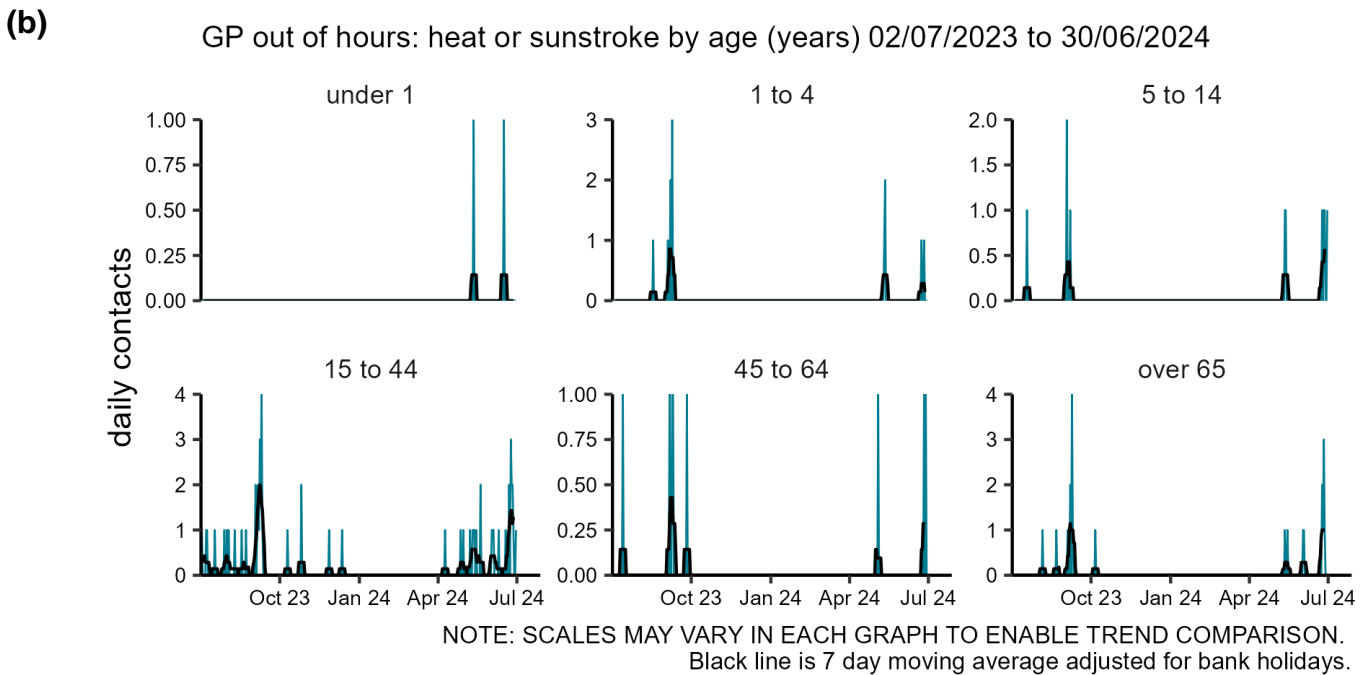 (b)
GP out of hours: heat or sunstroke by age (years) 02/07/2023 to 30/06/2024
daily contacts
under 1
1.00
0.75
0.50
0.25
0.00
1 to 4
3
2
1
0
5 to 14
2.0
1.5
1.0
0.5
0.0
15 to 44
4
3
2
1
0
Oct 23 Jan 24 Apr 24 Jul 24
45 to 64
1.00
0.75
0.50
0.25
0.00
Oct 23 Jan 24 Apr 24 Jul 24
over 65
4
3
2
1
0
Oct 23 Jan 24 Apr 24 Jul 24
NOTE: SCALES MAY VARY IN EACH GRAPH TO ENABLE TREND COMPARISON.
Black line is 7 day moving average adjusted for bank holidays.